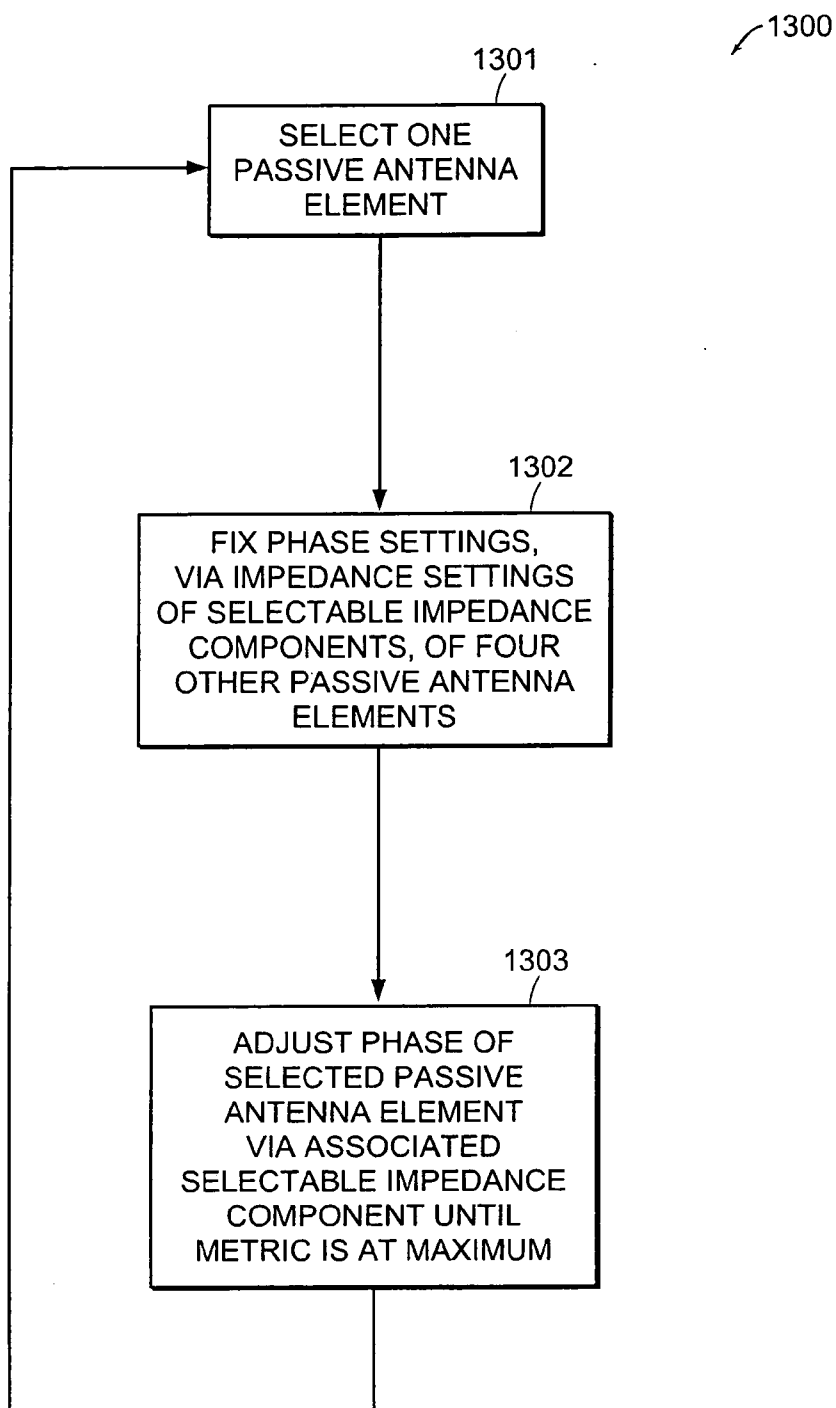 1300
1301
SELECT ONE
PASSIVE ANTENNA
ELEMENT
1302
FIX PHASE SETTINGS,
VIA IMPEDANCE SETTINGS
OF SELECTABLE IMPEDANCE
COMPONENTS, OF FOUR
OTHER PASSIVE ANTENNA
ELEMENTS
1303
ADJUST PHASE OF
SELECTED PASSIVE
ANTENNA ELEMENT
VIA ASSOCIATED
SELECTABLE IMPEDANCE
COMPONENT UNTIL
METRIC IS AT MAXIMUM